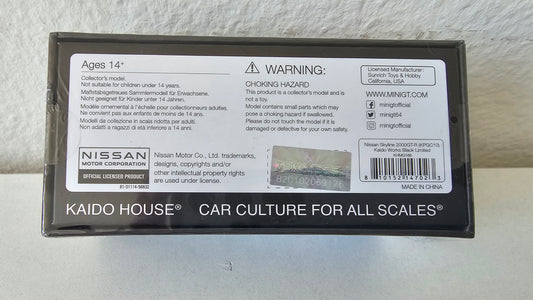 Ages 14+
Collector's model.
Not suitable for children under 14 years.
Maßstabsgetreues Sammlermodell für Erwachsene.
Nicht geeignet für Kinder unter 14 Jahren.
Modèle miniature à l'échelle pour collectionneurs adultes.
Ne convient pas aux enfants de moins de 14 ans.
Modello da collezione in scala ridotta per adulti.
Non adatti a ragazzi di età inferiore a 14 anni.
WARNING:
CHOKING HAZARD
This product is a collector's model and is
not a toy.
Model contains small parts which may
pose a choking hazard if swallowed.
Please do not touch the model if it is
damaged or defective for your own safety.
Licensed Manufacturer:
Sunrich Toys & Hobby
California, USA
WWW.MINIGT.COM
minigtofficial
minigt64
minigtofficial
NISSAN
MOTOR CORPORATION
OFFICIAL LICENSED PRODUCT
Nissan Motor Co., Ltd. trademarks,
designs, copyrights and/or
other intellectual property rights
are used under license.
B20102069126
Nissan Skyline 2000GT-R (KPGC10)
Kaido Works Black Limited
8 10152 14702 3
MADE IN CHINA
KAIDO HOUSE® CAR CULTURE FOR ALL SCALES®